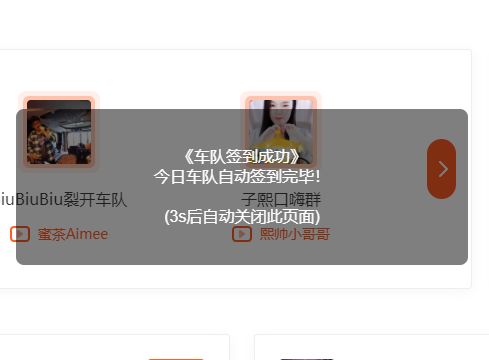 《车队签到成功》
今日车队自动签到完毕!
(3s后自动关闭此页面)
iuBiuBiu裂开车队
子熙口嗨群
蜜茶Aimee
熙帅小哥哥